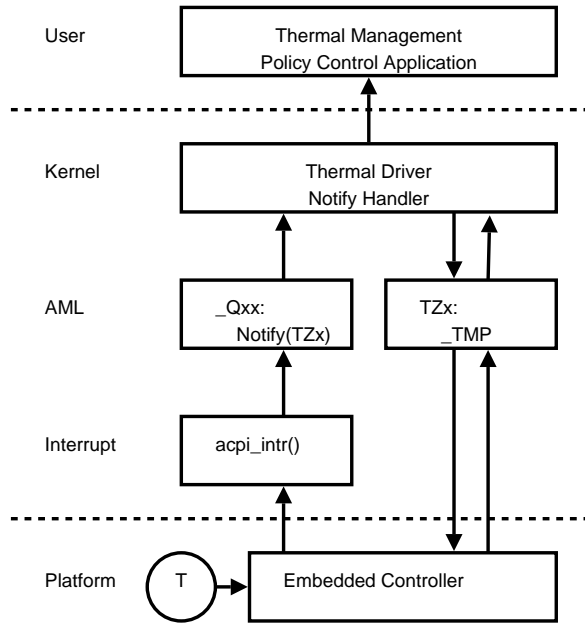 User
Thermal Management
Policy Control Application
Kernel
Thermal Driver
Notify Handler
AML
_Qxx:
Notify(TZx)
TZx:
_TMP
Interrupt
acpi_intr()
Platform
T
Embedded Controller